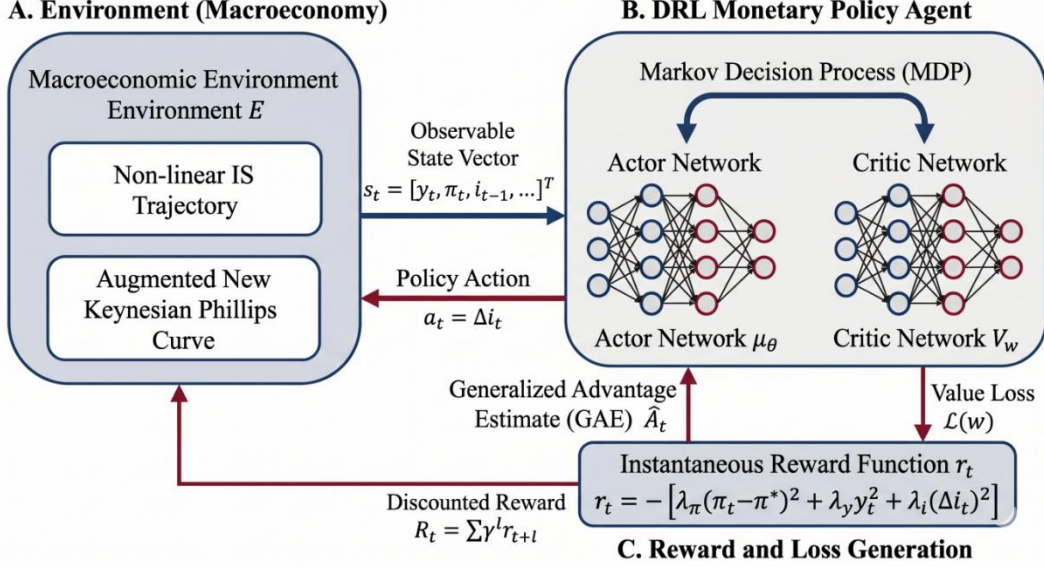 A. Environment (Macroeconomy)
Macroeconomic Environment
Environment E
Non-linear IS
Trajectory
Augmented New
Keynesian Phillips
Curve
Observable
State Vector
s_t = [y_t, π_t, i_{t−1}, ...]^T
Policy Action
a_t = Δi_t
B. DRL Monetary Policy Agent
Markov Decision Process (MDP)
Actor Network
Critic Network
Actor Network μ_θ
Critic Network V_w
Generalized Advantage
Estimate (GAE) Â_t
Value Loss
ℒ(w)
Instantaneous Reward Function r_t
r_t = −[λ_π(π_t−π*)² + λ_y y_t² + λ_i(Δi_t)²]
Discounted Reward
R_t = ∑γ^l r_{t+l}
C. Reward and Loss Generation